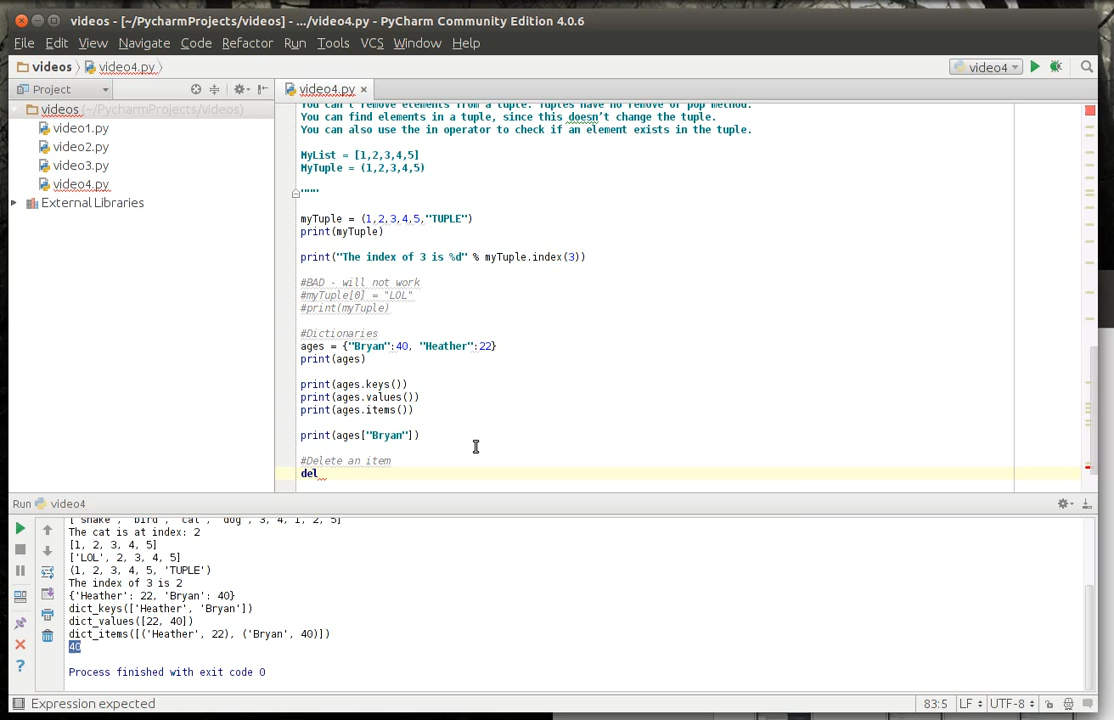 videos - [~/PycharmProjects/videos] - .../video4.py - PyCharm Community Edition 4.0.6
File Edit View Navigate Code Refactor Run Tools VCS Window Help
videos video4.py video4
Project video4.py
videos (~/PycharmProjects/videos)
video1.py
video2.py
video3.py
video4.py
External Libraries
You can't remove elements from a tuple. Tuples have no remove or pop method.
You can find elements in a tuple, since this doesn't change the tuple.
You can also use the in operator to check if an element exists in the tuple.
MyList = [1,2,3,4,5]
MyTuple = (1,2,3,4,5)
"""
myTuple = (1,2,3,4,5,"TUPLE")
print(myTuple)
print("The index of 3 is %d" % myTuple.index(3))
#BAD - will not work
#myTuple[0] = "LOL"
#print(myTuple)
#Dictionaries
ages = {"Bryan":40, "Heather":22}
print(ages)
print(ages.keys())
print(ages.values())
print(ages.items())
print(ages["Bryan"])
#Delete an item
del
Run video4
['snake', 'bird', 'cat', 'dog', 3, 4, 1, 2, 5]
The cat is at index: 2
[1, 2, 3, 4, 5]
['LOL', 2, 3, 4, 5]
(1, 2, 3, 4, 5, 'TUPLE')
The index of 3 is 2
{'Heather': 22, 'Bryan': 40}
dict_keys(['Heather', 'Bryan'])
dict_values([22, 40])
dict_items([('Heather', 22), ('Bryan', 40)])
40
Process finished with exit code 0
Expression expected 83:5 LF UTF-8